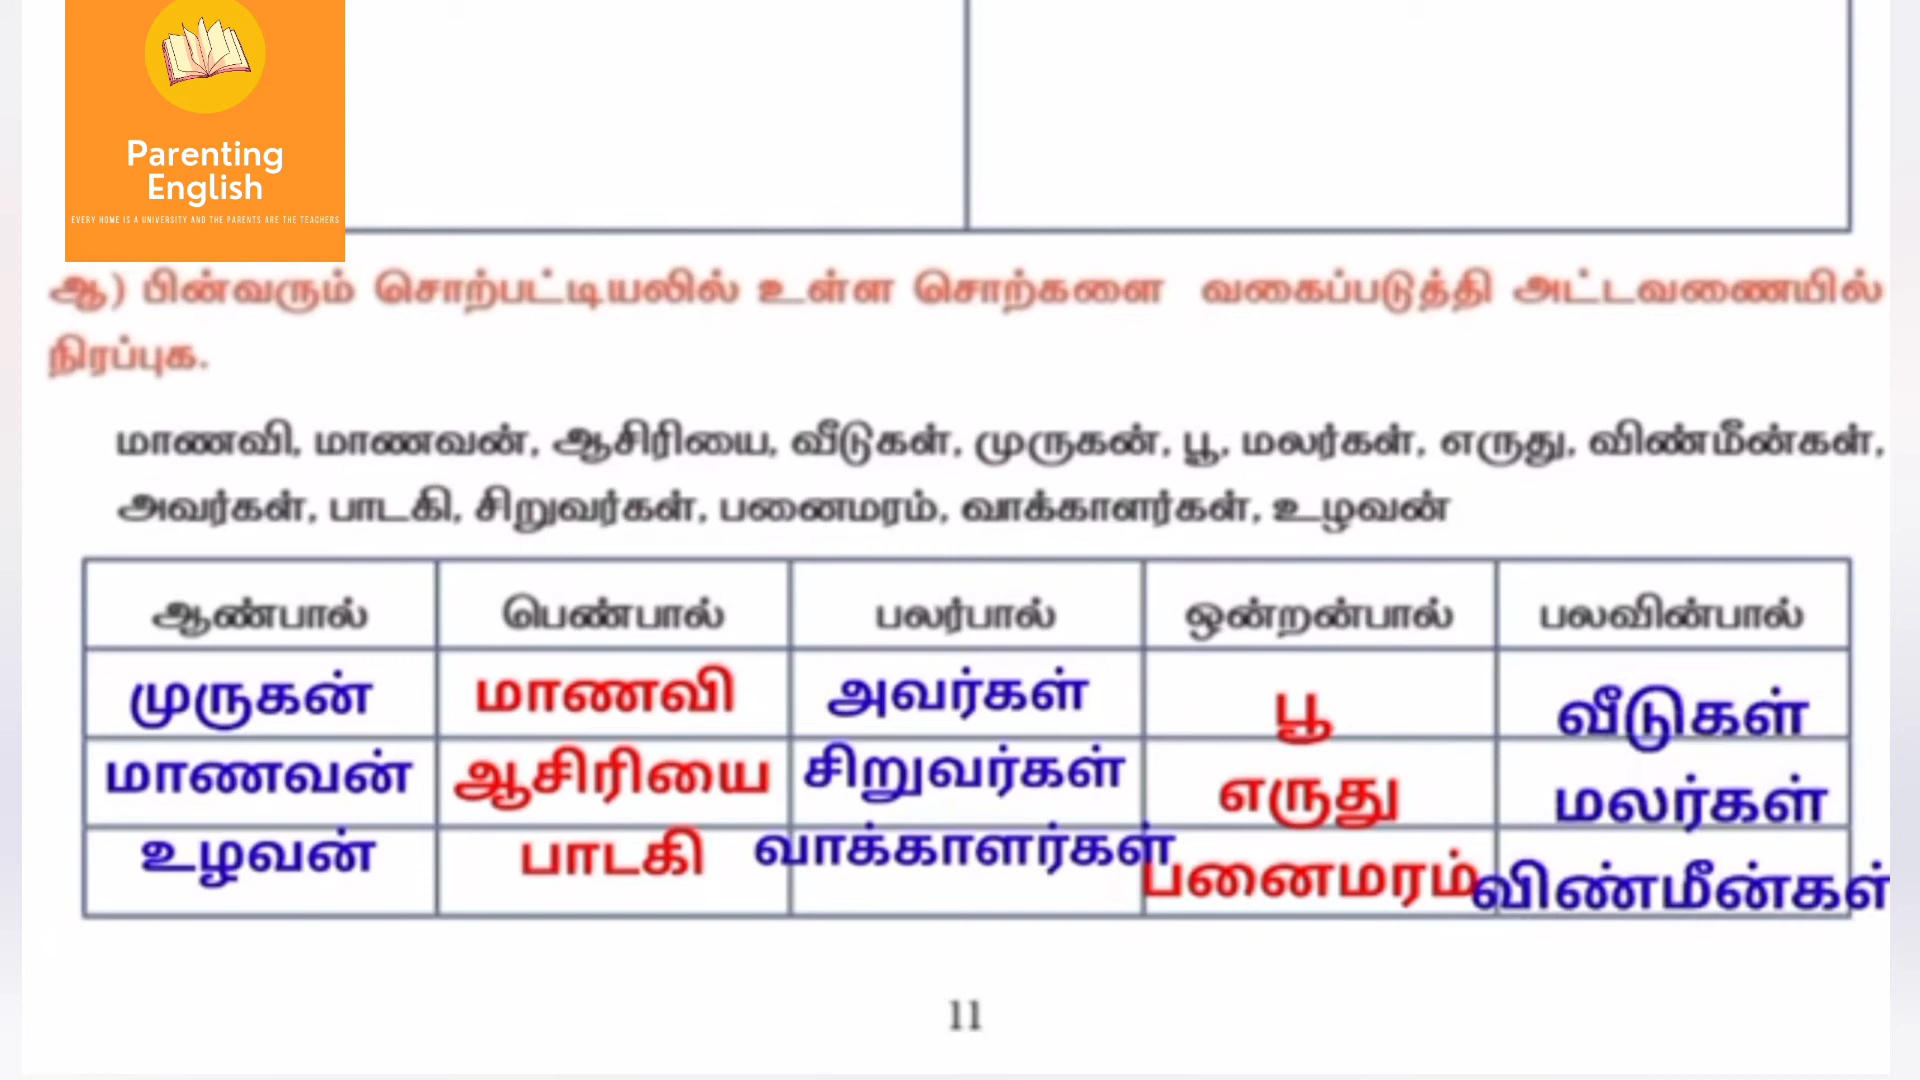 Parenting
English
EVERY HOME IS A UNIVERSITY AND THE PARENTS ARE THE TEACHERS
ஆ) பின்வரும் சொற்பட்டியலில் உள்ள சொற்களை வகைப்படுத்தி அட்டவணையில்
நிரப்புக.
மாணவி, மாணவன், ஆசிரியை, வீடுகள், முருகன், பூ, மலர்கள், எருது, விண்மீன்கள்,
அவர்கள், பாடகி, சிறுவர்கள், பனைமரம், வாக்காளர்கள், உழவன்
ஆண்பால் பெண்பால் பலர்பால் ஒன்றன்பால் பலவின்பால்
முருகன் மாணவி அவர்கள் பூ வீடுகள்
மாணவன் ஆசிரியை சிறுவர்கள் எருது மலர்கள்
உழவன் பாடகி வாக்காளர்கள் பனைமரம் விண்மீன்கள்
11